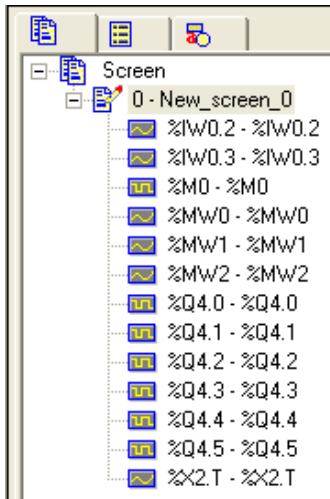 Screen
0 - New_screen_0
%IW0.2 - %IW0.2
%IW0.3 - %IW0.3
%M0 - %M0
%MW0 - %MW0
%MW1 - %MW1
%MW2 - %MW2
%Q4.0 - %Q4.0
%Q4.1 - %Q4.1
%Q4.2 - %Q4.2
%Q4.3 - %Q4.3
%Q4.4 - %Q4.4
%Q4.5 - %Q4.5
%X2.T - %X2.T